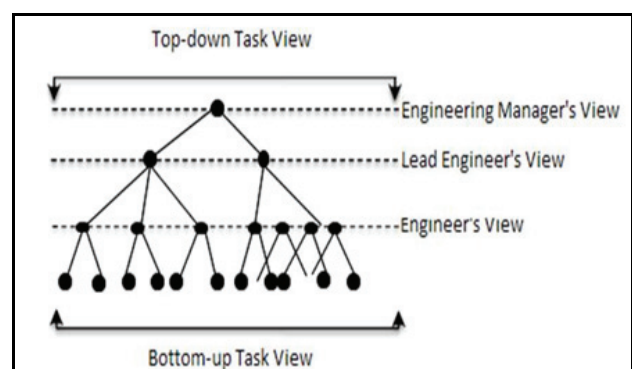 Top-down Task View
Engineering Manager's View
Lead Engineer's View
Engineer's View
Bottom-up Task View